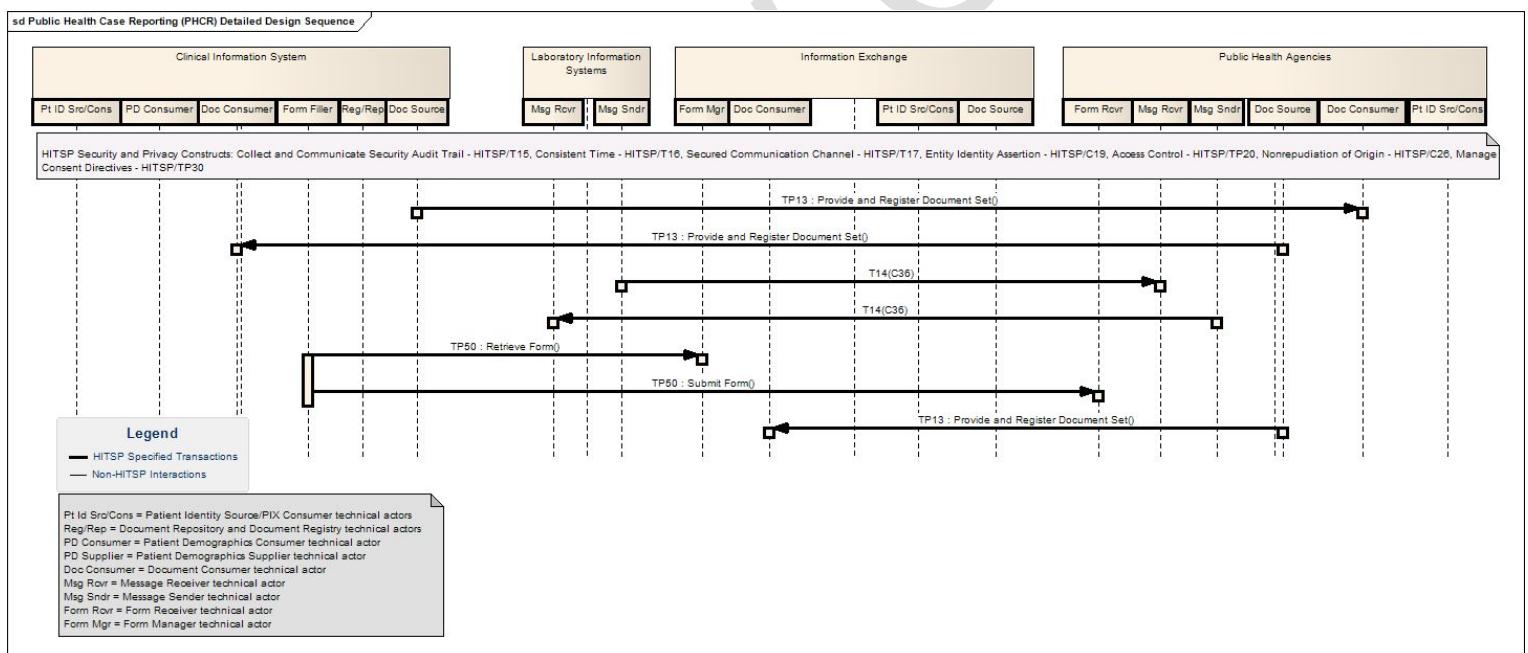 sd Public Health Case Reporting (PHCR) Detailed Design Sequence
Clinical Information System
Laboratory Information
Systems
Information Exchange
Public Health Agencies
Pt ID Src/Cons
PD Consumer
Doc Consumer
Form Filler
Reg/Rep
Doc Source
Msg Rcvr
Msg Sndr
Form Mgr
Doc Consumer
Pt ID Src/Cons
Doc Source
Form Rcvr
Msg Rcvr
Msg Sndr
Doc Source
Doc Consumer
Pt ID Src/Cons
HITSP Security and Privacy Constructs: Collect and Communicate Security Audit Trail - HITSP/T15, Consistent Time - HITSP/T16, Secured Communication Channel - HITSP/T17, Entity Identity Assertion - HITSP/C19, Access Control - HITSP/TP20, Nonrepudiation of Origin - HITSP/C26, Manage
Consent Directives - HITSP/TP30
TP13 : Provide and Register Document Set()
TP13 : Provide and Register Document Set()
T14(C36)
T14(C36)
TP50 : Retrieve Form()
TP50 : Submit Form()
TP13 : Provide and Register Document Set()
Legend
HITSP Specified Transactions
Non-HITSP Interactions
Pt Id Src/Cons = Patient Identity Source/PIX Consumer technical actors
Reg/Rep = Document Repository and Document Registry technical actors
PD Consumer = Patient Demographics Consumer technical actor
PD Supplier = Patient Demographics Supplier technical actor
Doc Consumer = Document Consumer technical actor
Msg Rcvr = Message Receiver technical actor
Msg Sndr = Message Sender technical actor
Form Rcvr = Form Receiver technical actor
Form Mgr = Form Manager technical actor